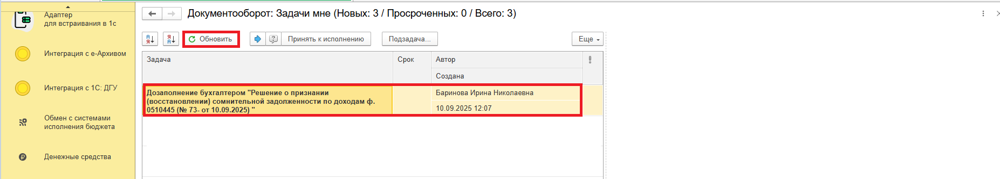 Адаптер
для встраивания в 1с
Интеграция с е-Архивом
Интеграция с 1С: ДГУ
Обмен с системами
исполнения бюджета
Денежные средства
Документооборот: Задачи мне (Новых: 3 / Просроченных: 0 / Всего: 3)
Обновить
Принять к исполнению
Подзадача...
Еще
Задача
Срок
Автор
Создана
Дозаполнение бухгалтером "Решение о признании
(восстановлении) сомнительной задолженности по доходам ф.
0510445 (№ 73- от 10.09.2025) "
Баринова Ирина Николаевна
10.09.2025 12:07